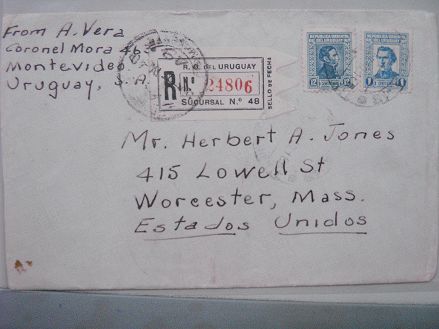 From A. Vera
Coronel Mora 46
Montevideo
Uruguay, S. A.
R. O. DEL URUGUAY
R Nº 24806
SUCURSAL N.º 48
SELLO de FECHA
Mr. Herbert A. Jones
415 Lowell St
Worcester, Mass.
Estados Unidos